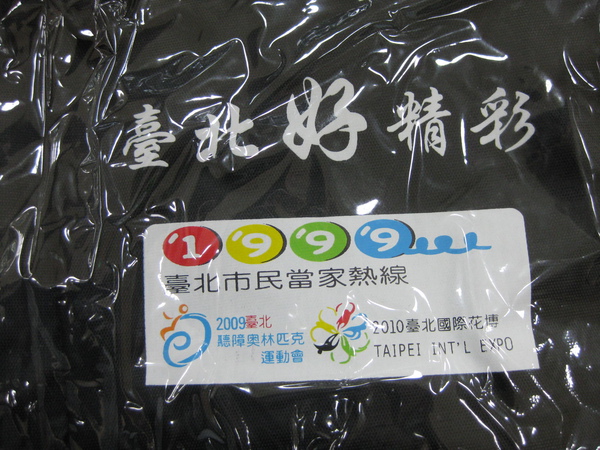 臺北好精彩
1999
臺北市民當家熱線
2009臺北
聽障奧林匹克
運動會
2010臺北國際花博
TAIPEI INT'L EXPO